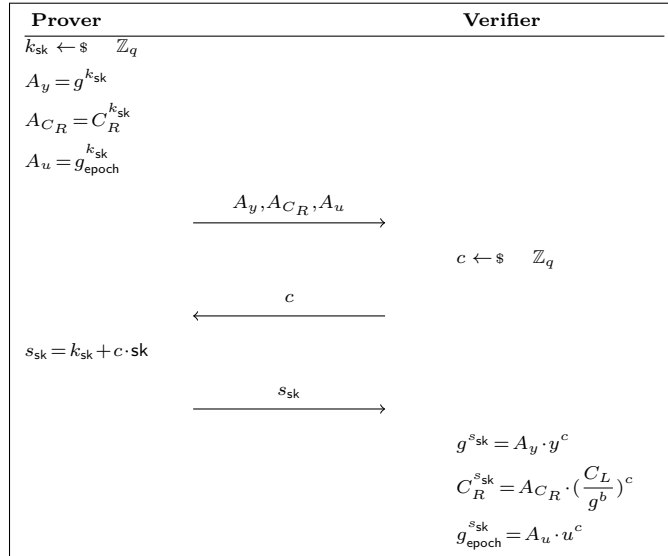 Prover Verifier
k_sk ←$ ℤ_q
A_y = g^{k_sk}
A_{C_R} = C_R^{k_sk}
A_u = g_epoch^{k_sk}
A_y, A_{C_R}, A_u
c ←$ ℤ_q
c
s_sk = k_sk + c·sk
s_sk
g^{s_sk} = A_y · y^c
C_R^{s_sk} = A_{C_R} · (C_L / g^b)^c
g_epoch^{s_sk} = A_u · u^c